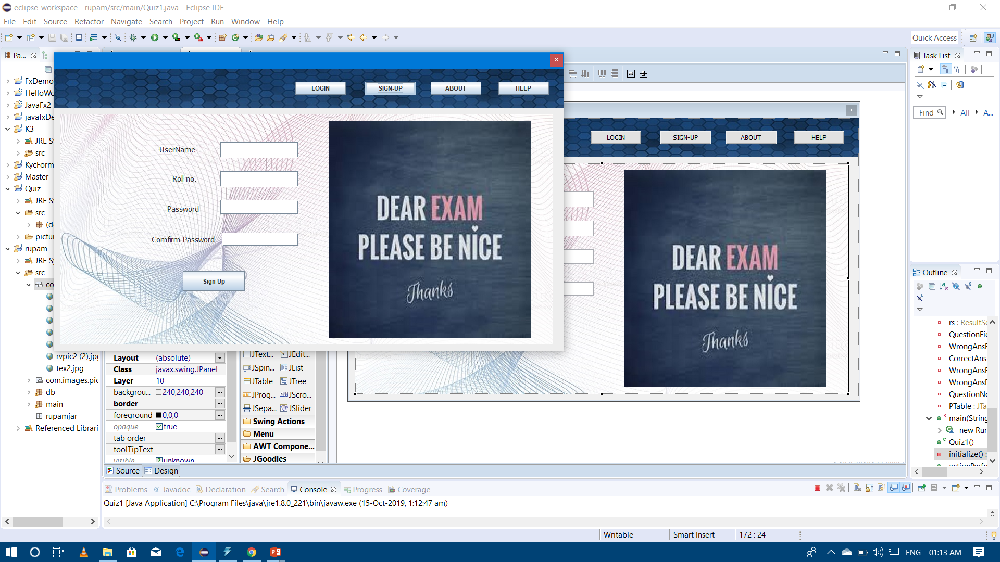 eclipse-workspace - rupam/src/main/Quiz1.java - Eclipse IDE
File Edit Source Refactor Navigate Search Project Run Window Help
Quick Access
Pa...
FxDemo
HelloWo
JavaFx2
javafxDe
K3
JRE S
src
KycForm
Master
Quiz
JRE S
src
(d
pictur
rupam
JRE S
src
co
rvpic2 (2).jpg
tex2.jpg
com.images.pic
db
main
rupamjar
Referenced Librari
LOGIN SIGN-UP ABOUT HELP
UserName
Roll no.
Password
Comfirm Password
Sign Up
DEAR EXAM
PLEASE BE NICE
Thanks
x
LOGIN SIGN-UP ABOUT HELP
DEAR EXAM
PLEASE BE NICE
Thanks
Layout (absolute)
Class javax.swing.JPanel
Layer 10
backgrou... 240,240,240
border
foreground 0,0,0
opaque true
tab order
toolTipText
visible unknown
JText... JEdit...
JSpin... JList
JTable JTree
JProg... JScro...
JSepa... JSlider
Swing Actions
Menu
AWT Compone...
JGoodies
Source Design
Task List
Find All A...
Outline
rs : ResultSe
QuestionFie
WrongAnsF
CorrectAns
WrongAnsF
WrongAnsF
QuestionNo
PTable : JTa
main(String
new Rur
Quiz1()
initialize() :
actionPerfo
Problems Javadoc Declaration Search Console Progress Coverage
Quiz1 [Java Application] C:\Program Files\java\jre1.8.0_221\bin\javaw.exe (15-Oct-2019, 1:12:47 am)
Writable Smart Insert 172 : 24
ENG 01:13 AM